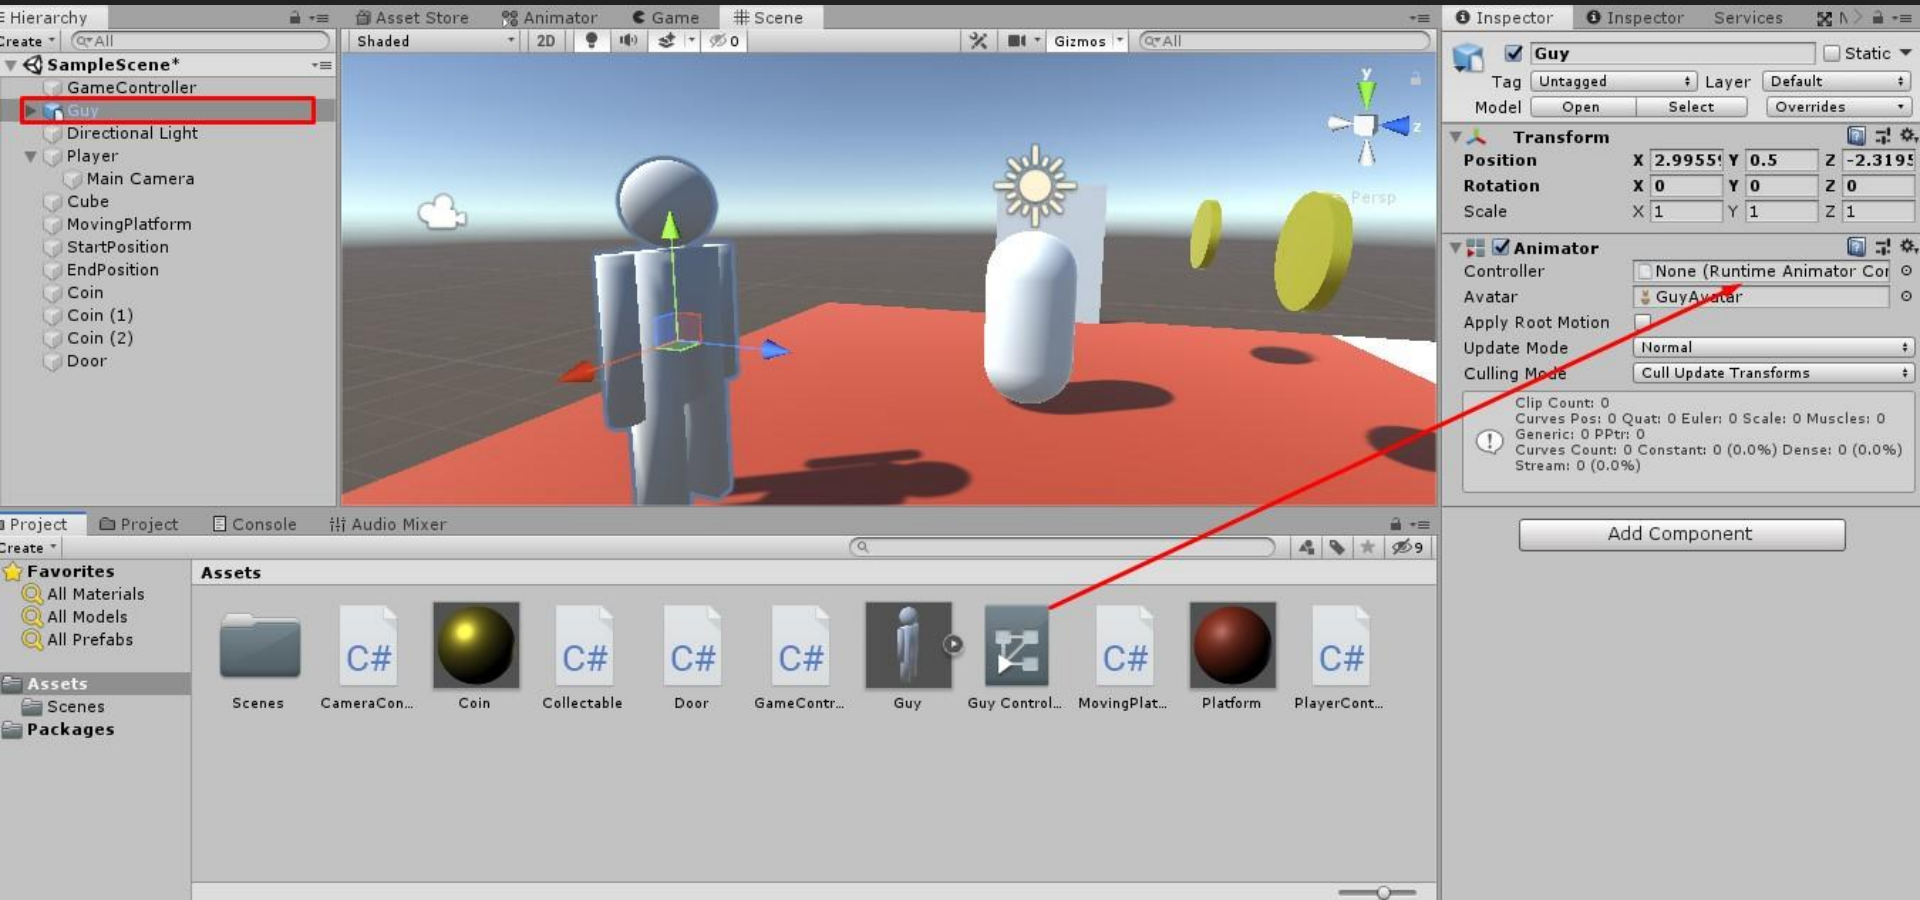 Hierarchy
Create
All
SampleScene*
GameController
Guy
Directional Light
Player
Main Camera
Cube
MovingPlatform
StartPosition
EndPosition
Coin
Coin (1)
Coin (2)
Door
Asset Store
Animator
Game
Scene
Shaded
2D
0
Gizmos
All
y
z
Persp
Inspector
Inspector
Services
Guy
Static
Tag Untagged Layer Default
Model Open Select Overrides
Transform
Position X 2.9955 Y 0.5 Z -2.3195
Rotation X 0 Y 0 Z 0
Scale X 1 Y 1 Z 1
Animator
Controller None (Runtime Animator Cor
Avatar GuyAvatar
Apply Root Motion
Update Mode Normal
Culling Mode Cull Update Transforms
Clip Count: 0
Curves Pos: 0 Quat: 0 Euler: 0 Scale: 0 Muscles: 0
Generic: 0 PPtr: 0
Curves Count: 0 Constant: 0 (0.0%) Dense: 0 (0.0%)
Stream: 0 (0.0%)
Add Component
Project
Project
Console
Audio Mixer
Create
9
Favorites
All Materials
All Models
All Prefabs
Assets
Scenes
Packages
Assets
C# C# C# C# C# C#
Scenes CameraCon... Coin Collectable Door GameContr... Guy Guy Control... MovingPlat... Platform PlayerCont...